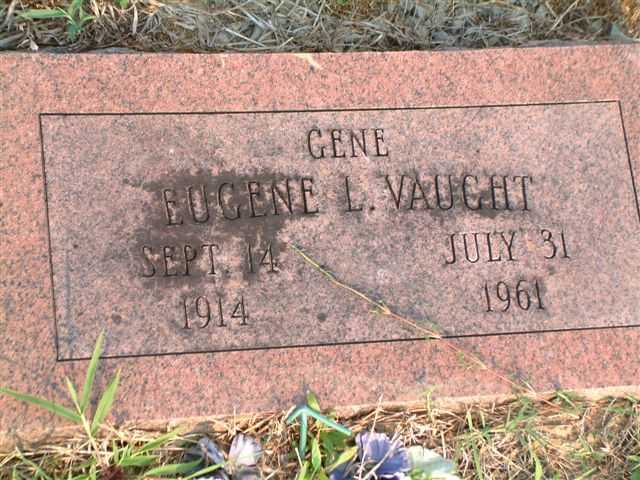 GENE
EUGENE L. VAUGHT
SEPT. 14 JULY 31
1914 1961